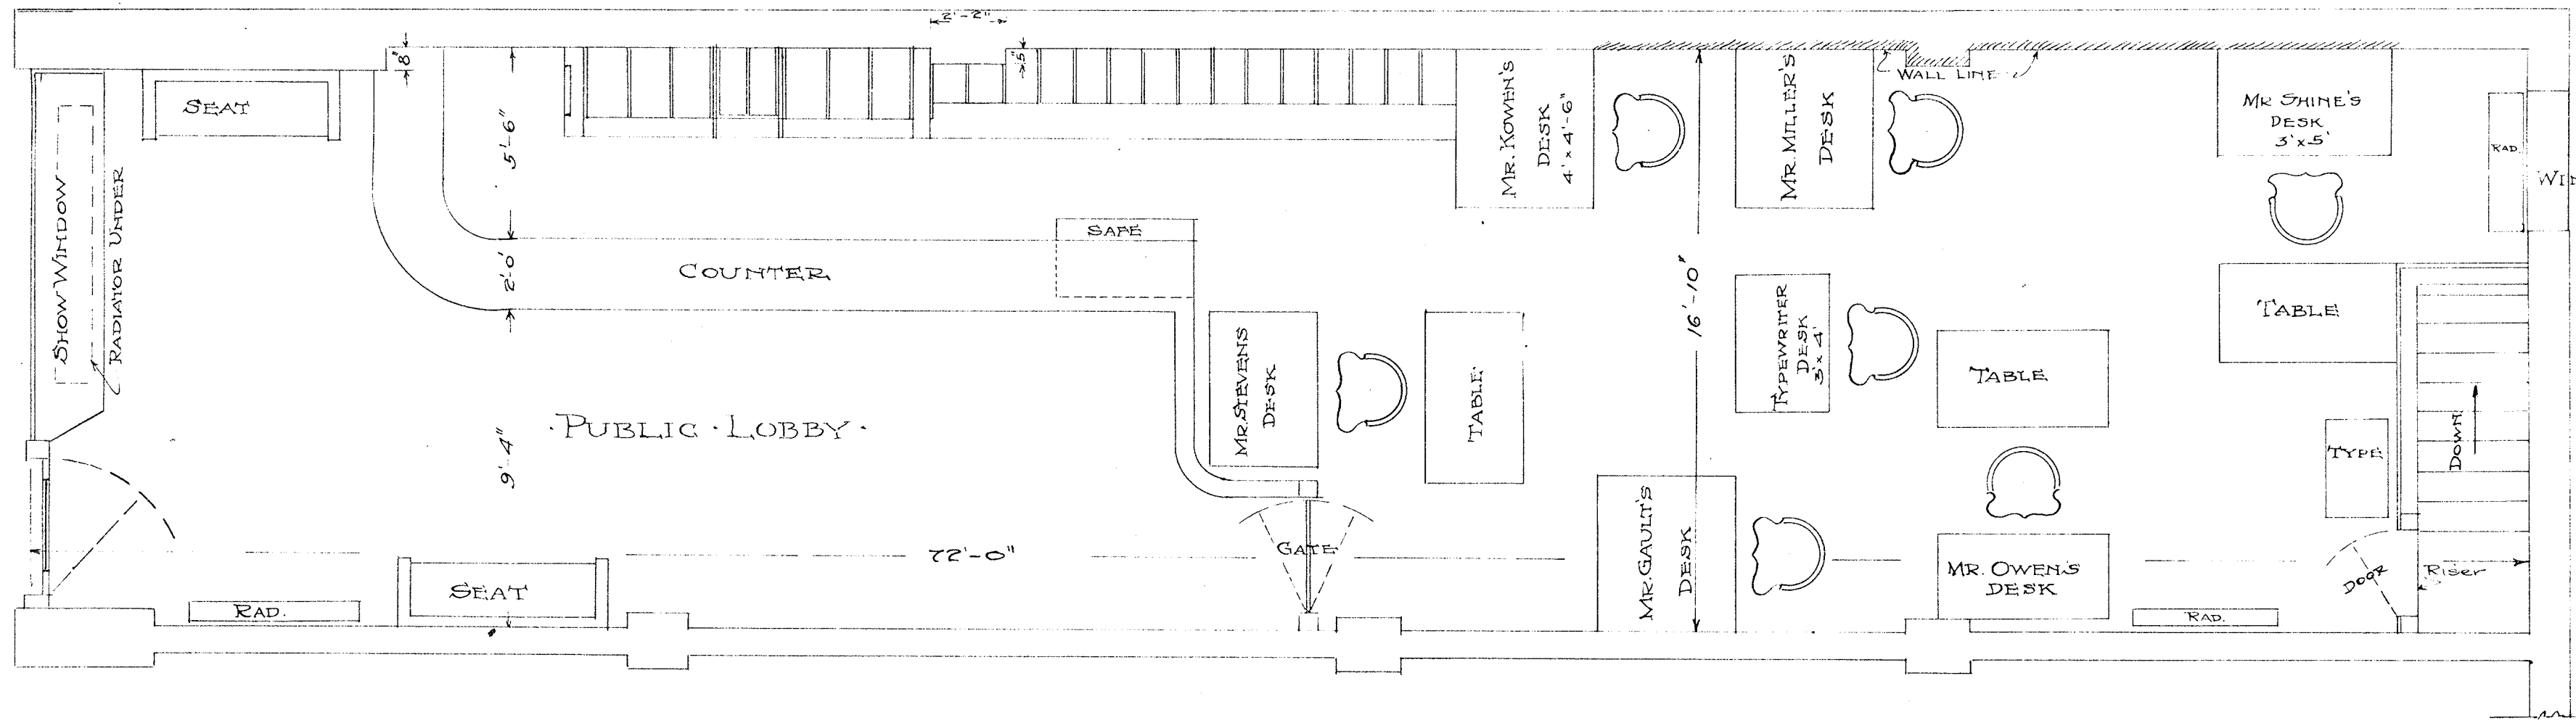 2'-2"
8"
5"
SEAT
5'-6"
SHOW WINDOW
RADIATOR UNDER
MR. KOWEN'S
DESK
4' x 4'-6"
MR. MILLER'S
DESK
WALL LINE
MR SHINE'S
DESK
3' x 5'
RAD.
WIN
SAFE
COUNTER
2'-0"
16'-10"
TYPEWRITER
DESK
3' x 4'
TABLE
TABLE
MR. STEVENS
DESK
TABLE
· PUBLIC · LOBBY ·
9'-4"
TYPE
DOWN
MR. GAULT'S
DESK
GATE
72'-0"
MR. OWEN'S
DESK
DOOR
Riser
SEAT
RAD.
RAD.